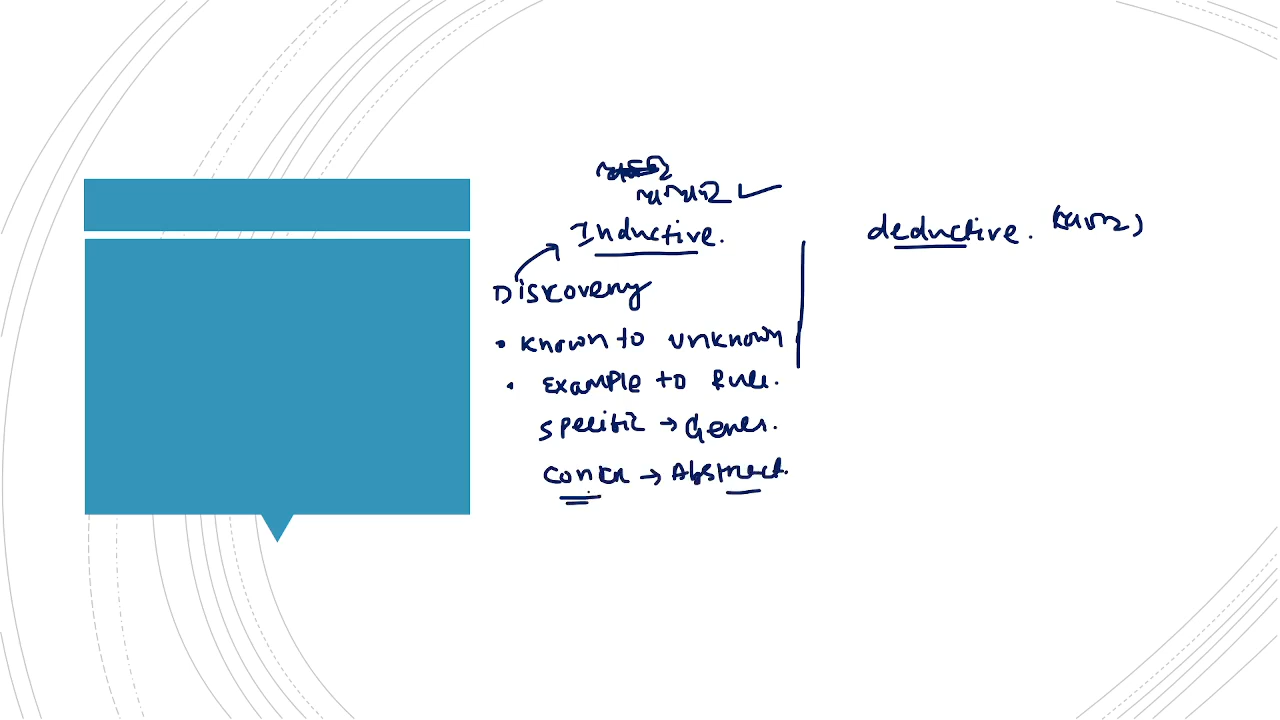 Inductive.
deductive.
Discovery
• known to unknown
• Example to Rule.
Specific → Gener.
Concr → Abstract.